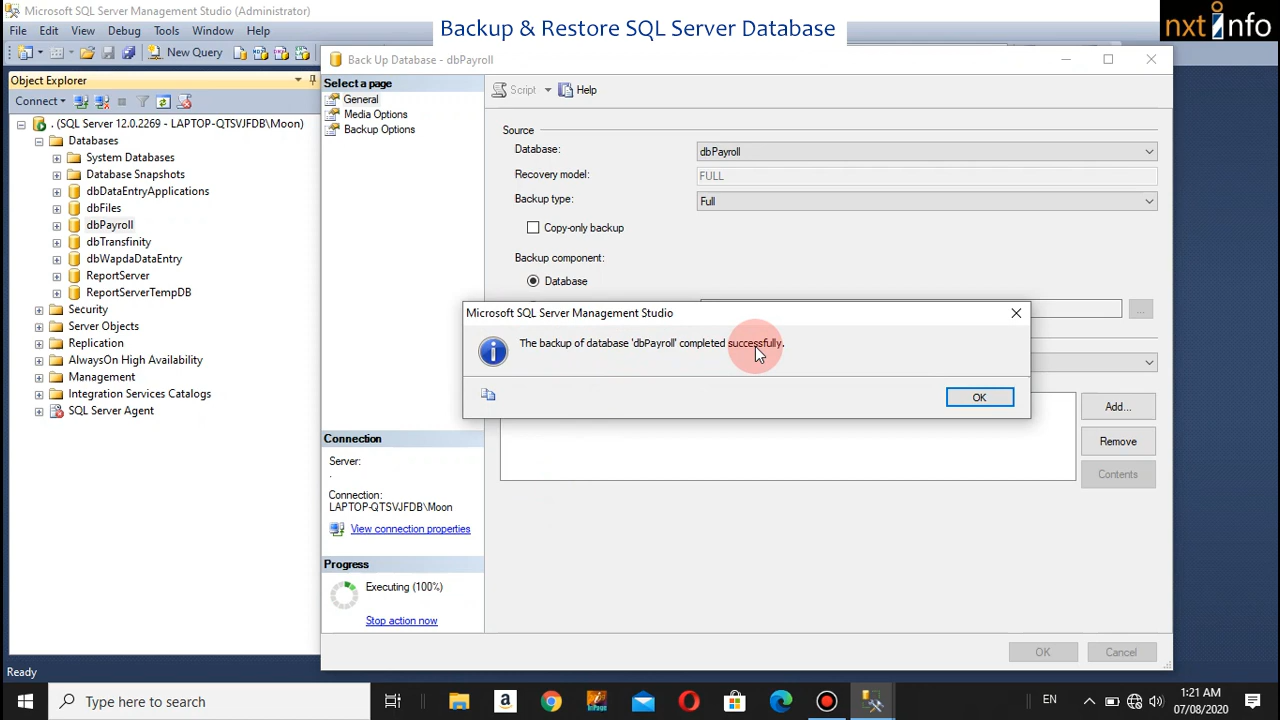 Microsoft SQL Server Management Studio (Administrator)
Backup & Restore SQL Server Database
nxt info
File Edit View Debug Tools Window Help
New Query
Object Explorer
Connect
. (SQL Server 12.0.2269 - LAPTOP-QTSVJFDB\Moon)
Databases
System Databases
Database Snapshots
dbDataEntryApplications
dbFiles
dbPayroll
dbTransfinity
dbWapdaDataEntry
ReportServer
ReportServerTempDB
Security
Server Objects
Replication
AlwaysOn High Availability
Management
Integration Services Catalogs
SQL Server Agent
Back Up Database - dbPayroll
Select a page
General
Media Options
Backup Options
Script Help
Source
Database: dbPayroll
Recovery model: FULL
Backup type: Full
Copy-only backup
Backup component:
Database
...
Microsoft SQL Server Management Studio
The backup of database 'dbPayroll' completed successfully.
OK
Add...
Remove
Contents
Connection
Server:
.
Connection:
LAPTOP-QTSVJFDB\Moon
View connection properties
Progress
Executing (100%)
Stop action now
OK Cancel
Ready
Type here to search
EN
1:21 AM
07/08/2020